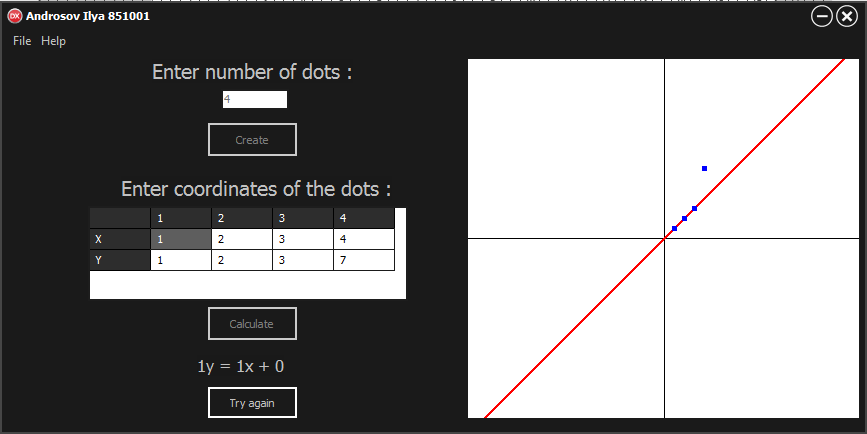 DX Androsov Ilya 851001
File Help
Enter number of dots :
4
Create
Enter coordinates of the dots :
1 2 3 4
X 1 2 3 4
Y 1 2 3 7
Calculate
1y = 1x + 0
Try again